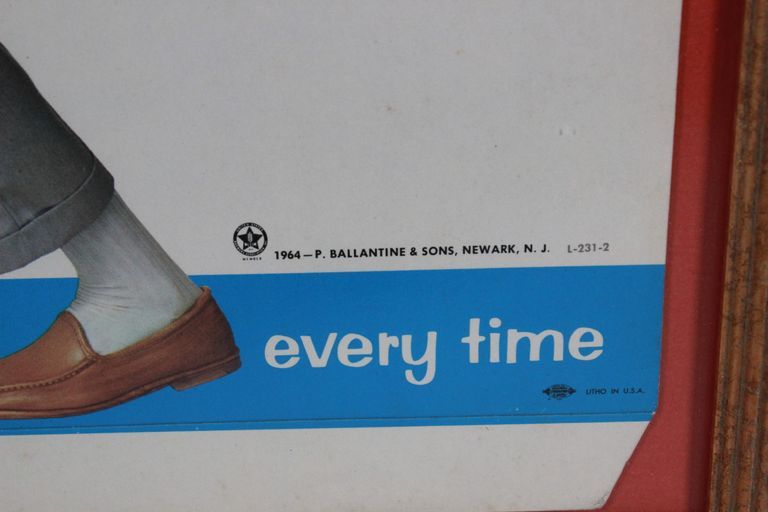 1964 — P. BALLANTINE & SONS, NEWARK, N. J. L-231-2
every time
LITHO IN U.S.A.